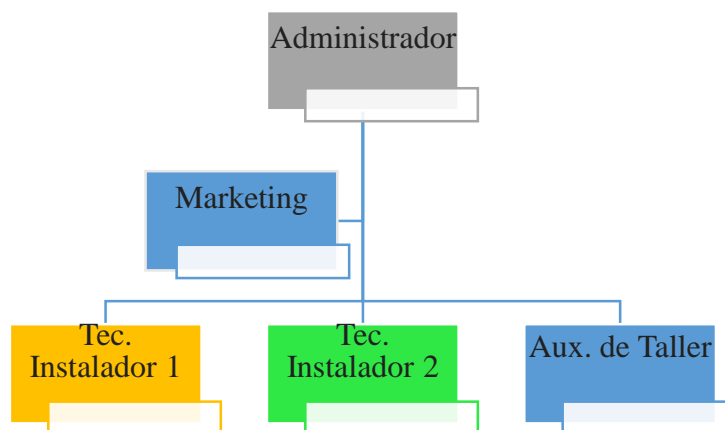 Administrador
Marketing
Tec.
Instalador 1
Tec.
Instalador 2
Aux. de Taller